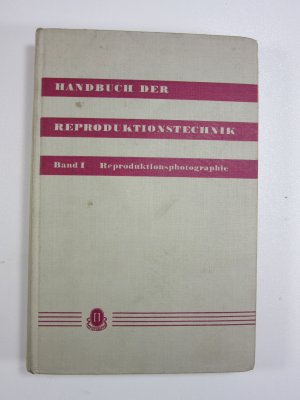 HANDBUCH DER
REPRODUKTIONSTECHNIK
Band I Reproduktionsphotographie